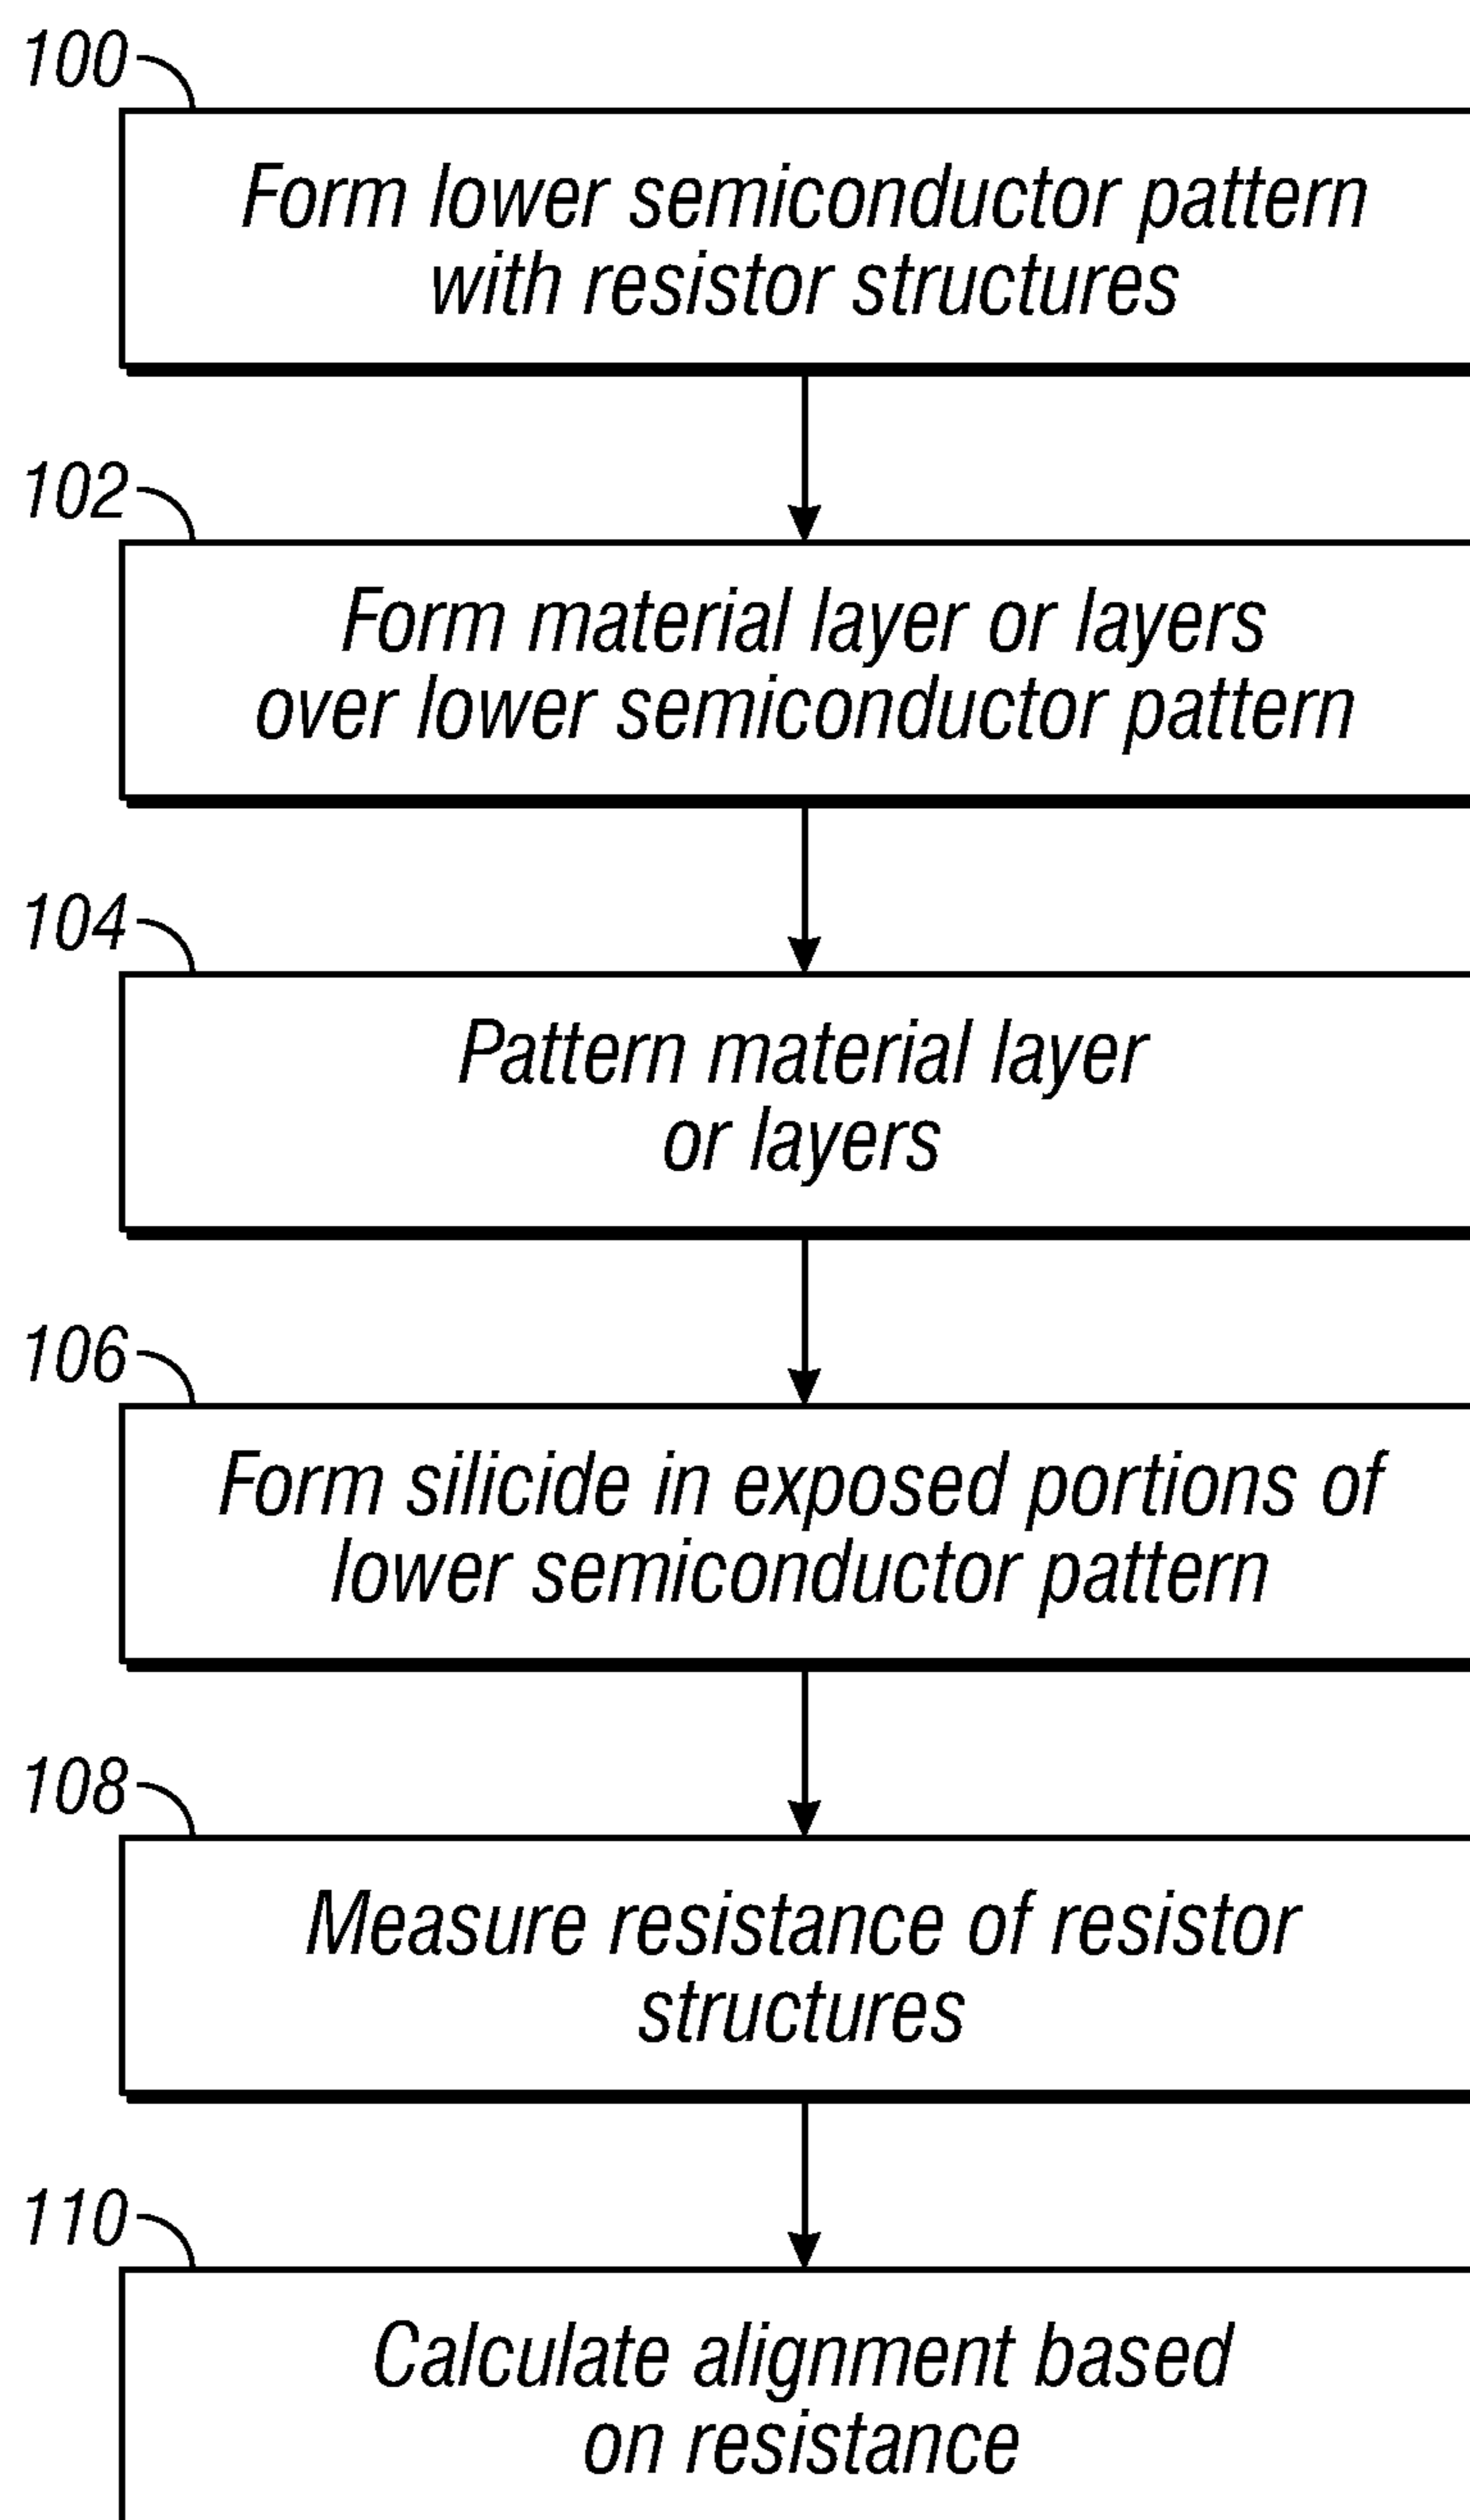 100
Form lower semiconductor pattern
with resistor structures
102
Form material layer or layers
over lower semiconductor pattern
104
Pattern material layer
or layers
106
Form silicide in exposed portions of
lower semiconductor pattern
108
Measure resistance of resistor
structures
110
Calculate alignment based
on resistance